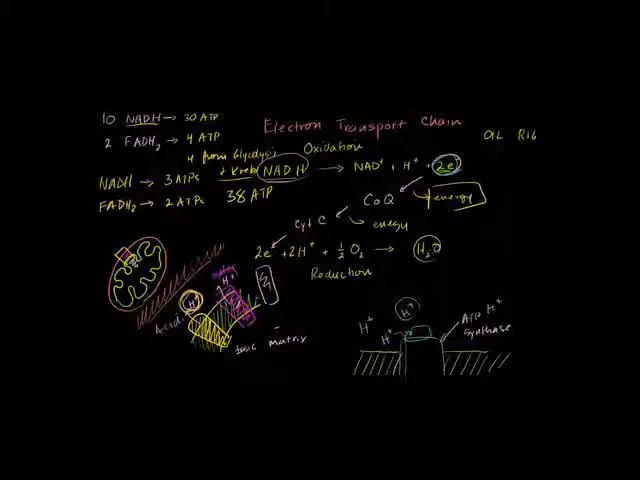 10 NADH → 30 ATP
Electron Transport Chain
2 FADH₂ → 4 ATP
OIL RIG
4 from Glycolysis
Oxidation
NADH → 3 ATPs
+ Krebs
NADH → NAD⁺ + H⁺ + 2e⁻
FADH₂ → 2 ATPs
38 ATP
CoQ → energy
Cyt C
energy
2e⁻ + 2H⁺ + ½ O₂ → H₂O
Reduction
H⁺
H⁺
Acidic
basic matrix
H⁺
H⁺
H⁺
ATP H⁺
synthase